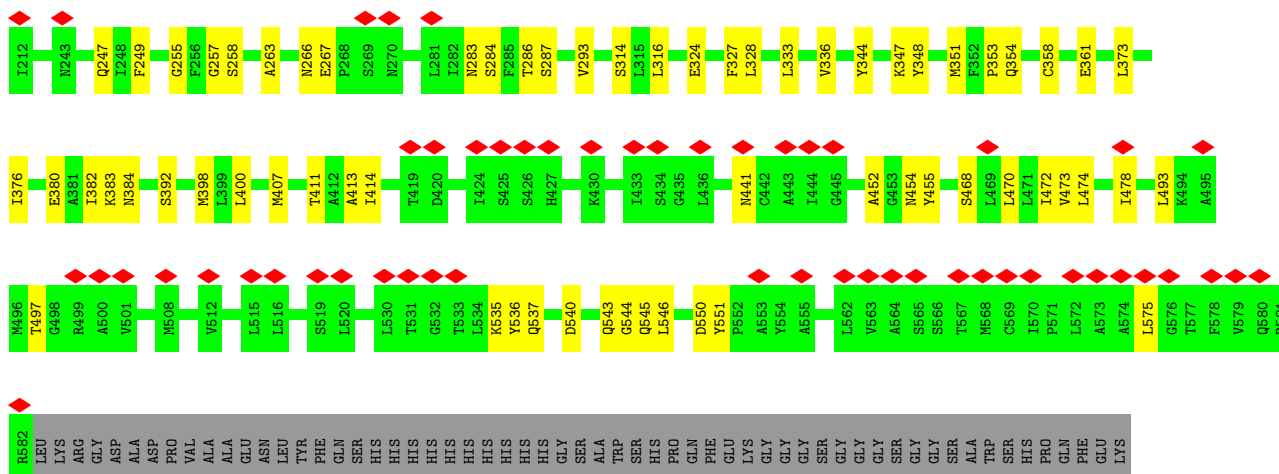 I212 N243 Q247 I248 F249 G255 F256 G257 S258 A263 N266 E267 P268 S269 N270 L281 I282 N283 S284 F285 T286 S287 V293 S314 L315 L316 E324 F327 L328 L333 V336 Y344 K347 Y348 M351 F352 P353 Q354 C358 E361 L373
I376 E380 A381 I382 K383 N384 S392 M398 L399 L400 M407 T411 A412 A413 I414 T419 D420 I424 S425 S426 H427 K430 I433 S434 G435 L436 N441 C442 A443 I444 G445 A452 G453 N454 Y455 S468 L469 L470 L471 I472 V473 L474 I478 L493 K494 A495
M496 T497 G498 R499 A500 V501 M508 V512 L515 L516 S519 L520 L530 T531 G532 T533 L534 K535 Y536 Q537 D540 Q543 G544 Q545 L546 D550 Y551 P552 A553 Y554 A555 L562 V563 A564 S565 S566 T567 M568 C569 I570 P571 L572 A573 A574 L575 G576 T577 F578 V579 Q580
R582 LEU LYS ARG GLY ASP ALA ASP PRO VAL ALA ALA GLU ASN LEU TYR PHE GLN SER HIS HIS HIS HIS HIS HIS HIS HIS HIS HIS GLY SER ALA TRP SER HIS PRO GLN PHE GLU LYS GLY GLY GLY SER GLY GLY GLY SER GLY GLY SER ALA TRP SER HIS PRO GLN PHE GLU LYS